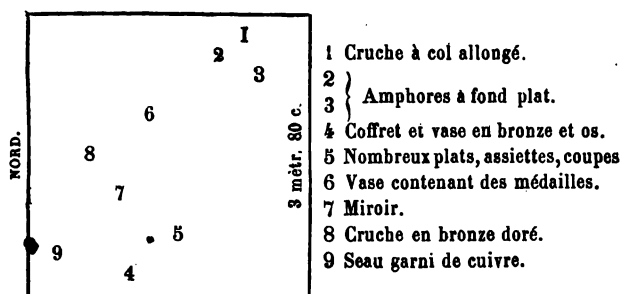 1
2
3
6
8
7
5
9
4
NORD.
3 mètr. 80 c.
1 Cruche à col allongé.
2
3 } Amphores à fond plat.
4 Coffret et vase en bronze et os.
5 Nombreux plats, assiettes, coupes
6 Vase contenant des médailles.
7 Miroir.
8 Cruche en bronze doré.
9 Seau garni de cuivre.